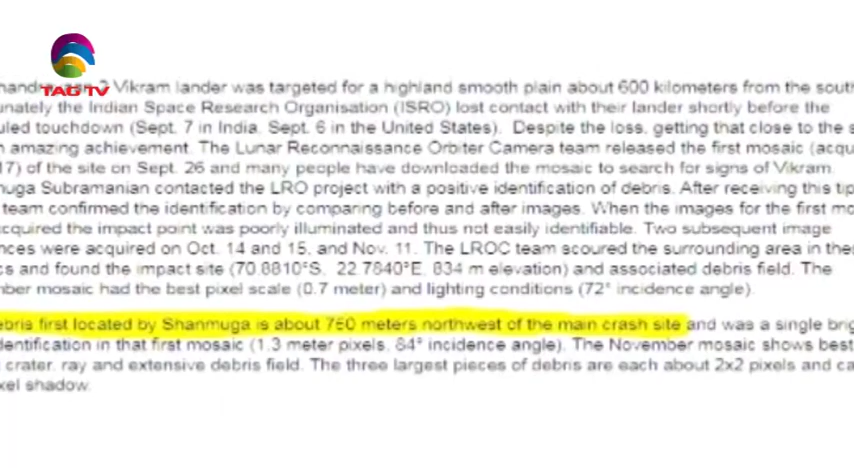 TAG TV
Vikram lander was targeted for a highland smooth plain about 600 kilometers from the south
unately the Indian Space Research Organisation (ISRO) lost contact with their lander shortly before the
uled touchdown (Sept. 7 in India, Sept. 6 in the United States). Despite the loss, getting that close to the s
amazing achievement. The Lunar Reconnaissance Orbiter Camera team released the first mosaic (acqu
17) of the site on Sept. 26 and many people have downloaded the mosaic to search for signs of Vikram.
muga Subramanian contacted the LRO project with a positive identification of debris. After receiving this tip
team confirmed the identification by comparing before and after images. When the images for the first mo
acquired the impact point was poorly illuminated and thus not easily identifiable. Two subsequent image
nces were acquired on Oct. 14 and 15, and Nov. 11. The LROC team scoured the surrounding area in the
cs and found the impact site (70.8810°S, 22.7840°E, 834 m elevation) and associated debris field. The
mber mosaic had the best pixel scale (0.7 meter) and lighting conditions (72° incidence angle).
ebris first located by Shanmuga is about 750 meters northwest of the main crash site and was a single brig
dentification in that first mosaic (1.3 meter pixels, 84° incidence angle). The November mosaic shows best
crater, ray and extensive debris field. The three largest pieces of debris are each about 2x2 pixels and ca
xel shadow.